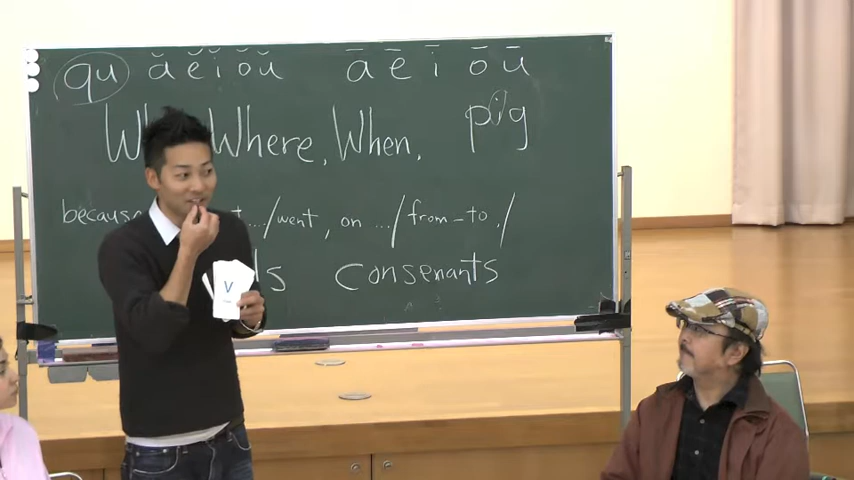 qu ă ĕ ĭ ŏ ŭ ā ē ī ō ū
Where, When, pig
because ...went, on ... / from - to . /
consenants
v